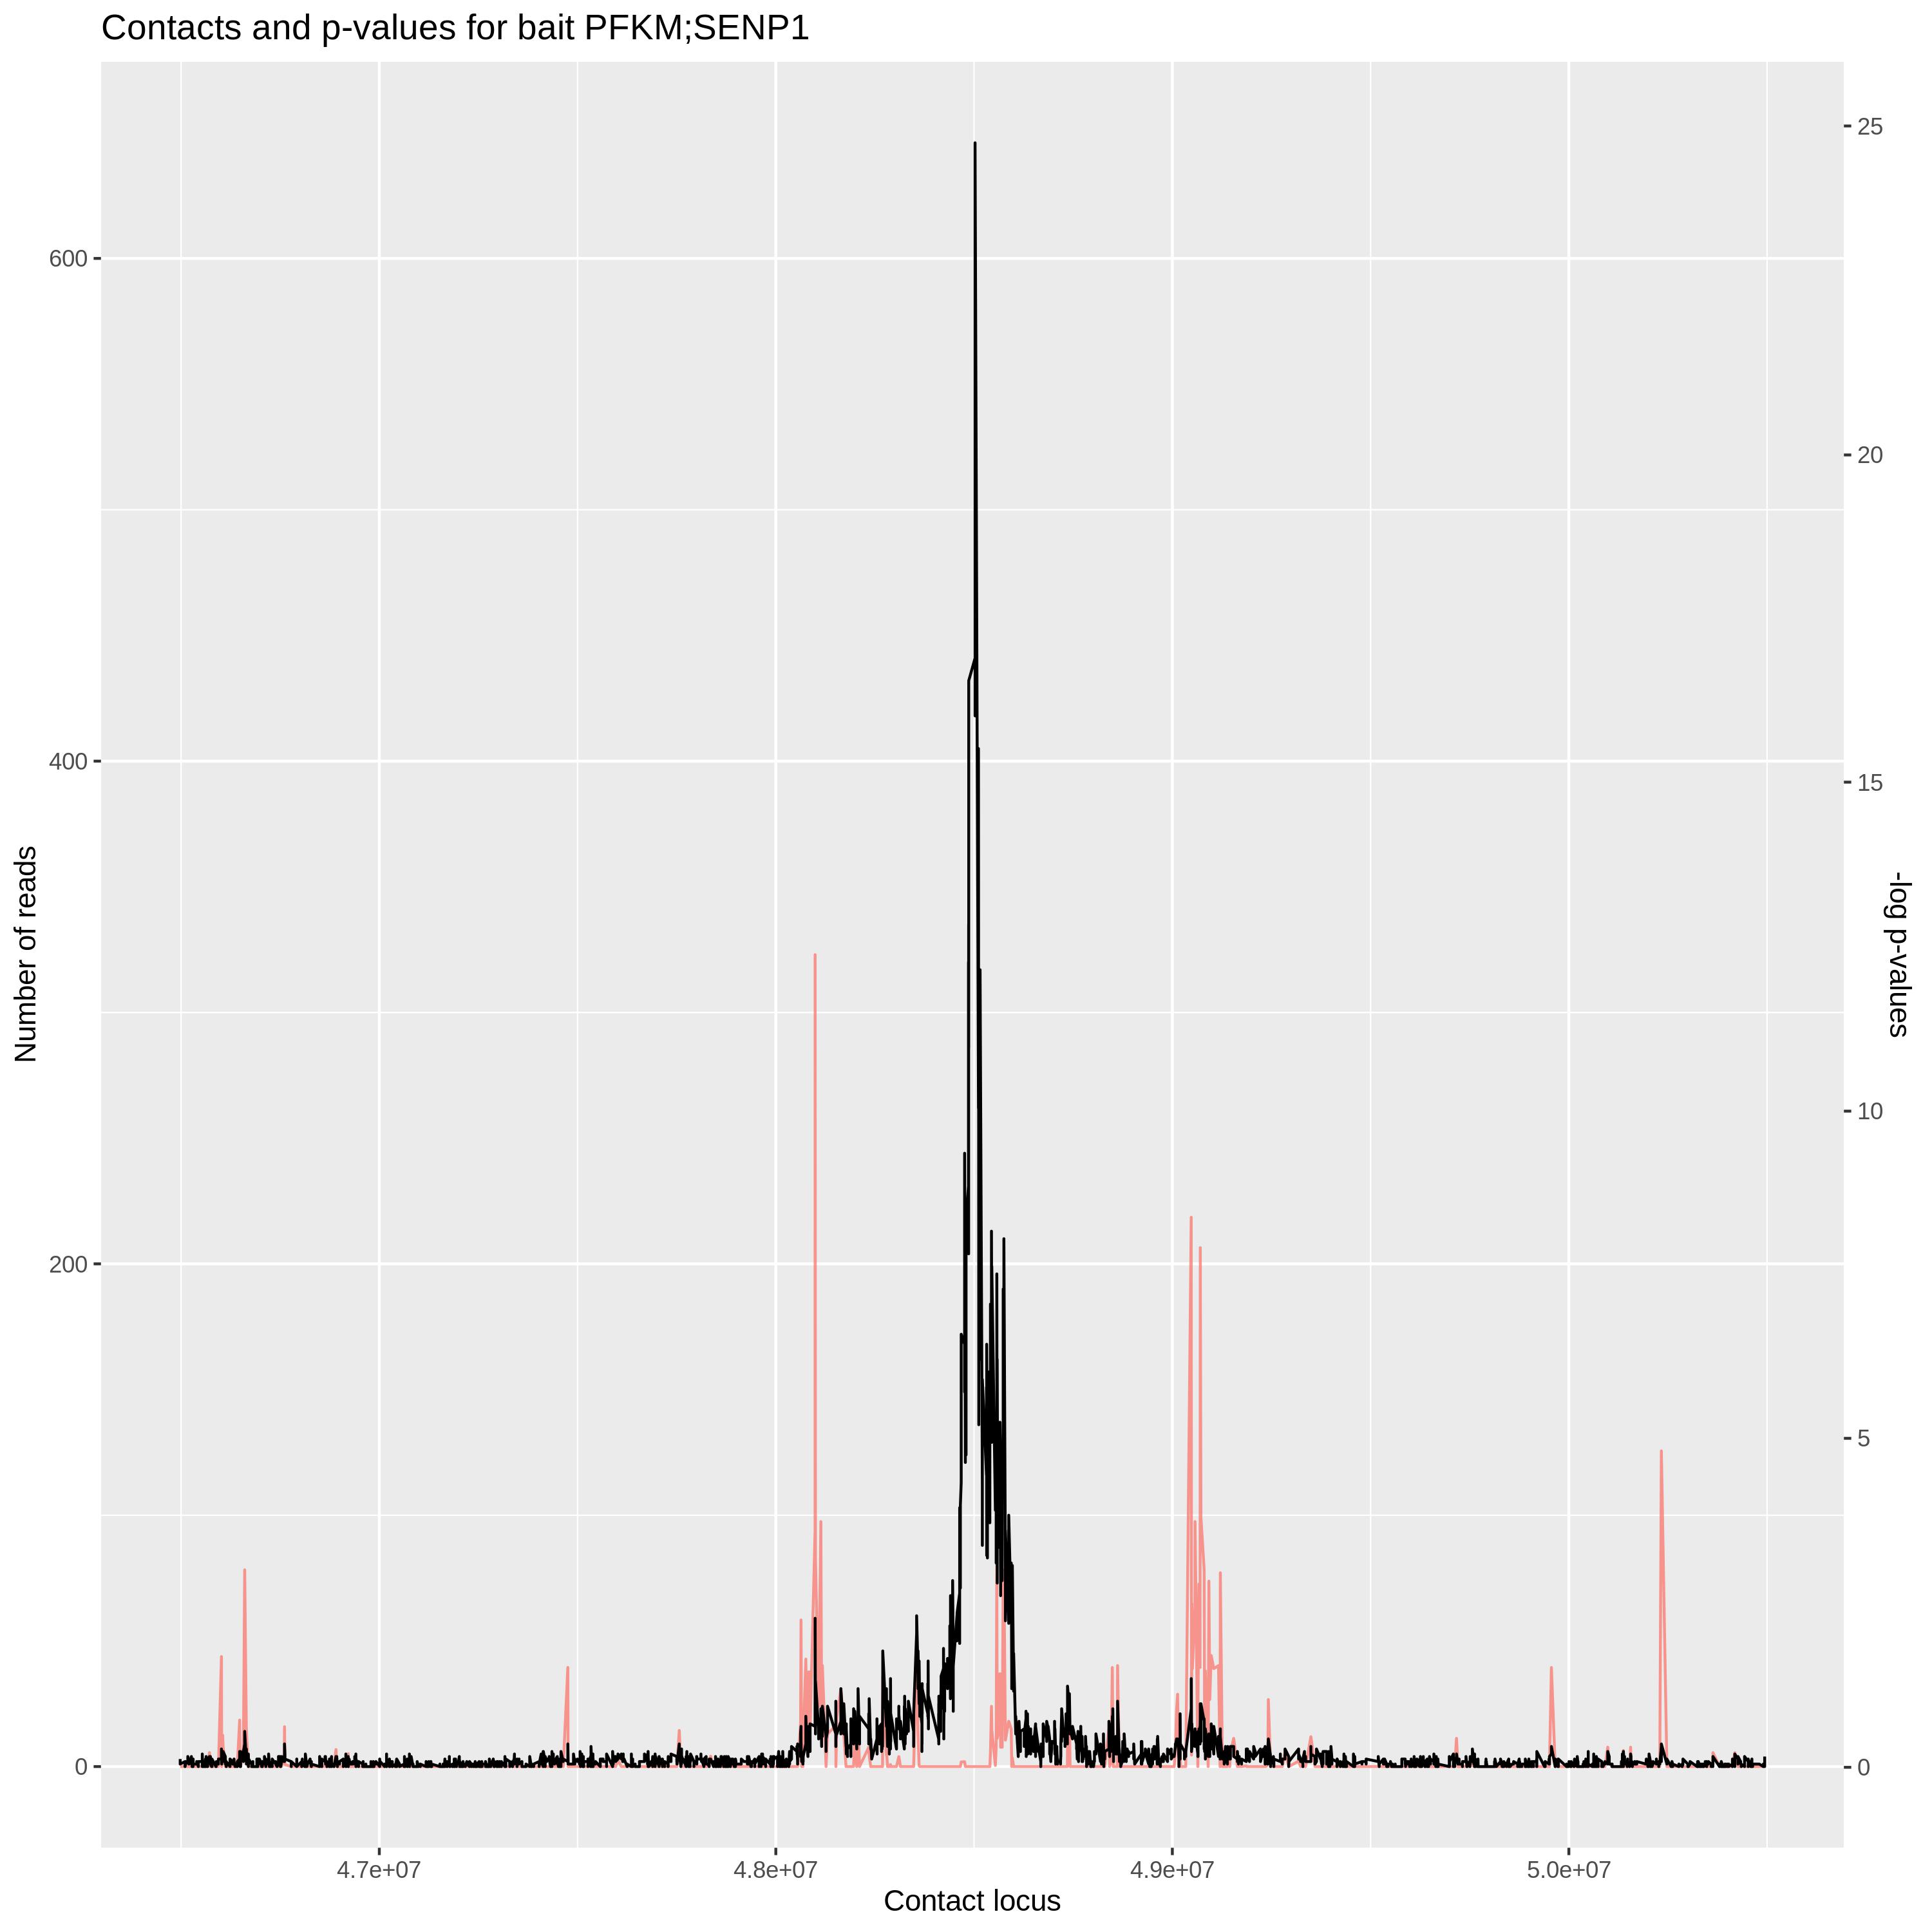 Contacts and p-values for bait PFKM;SENP1
600
400
200
0
Number of reads
25
20
15
10
5
0
-log p-values
4.7e+07
4.8e+07
4.9e+07
5.0e+07
Contact locus